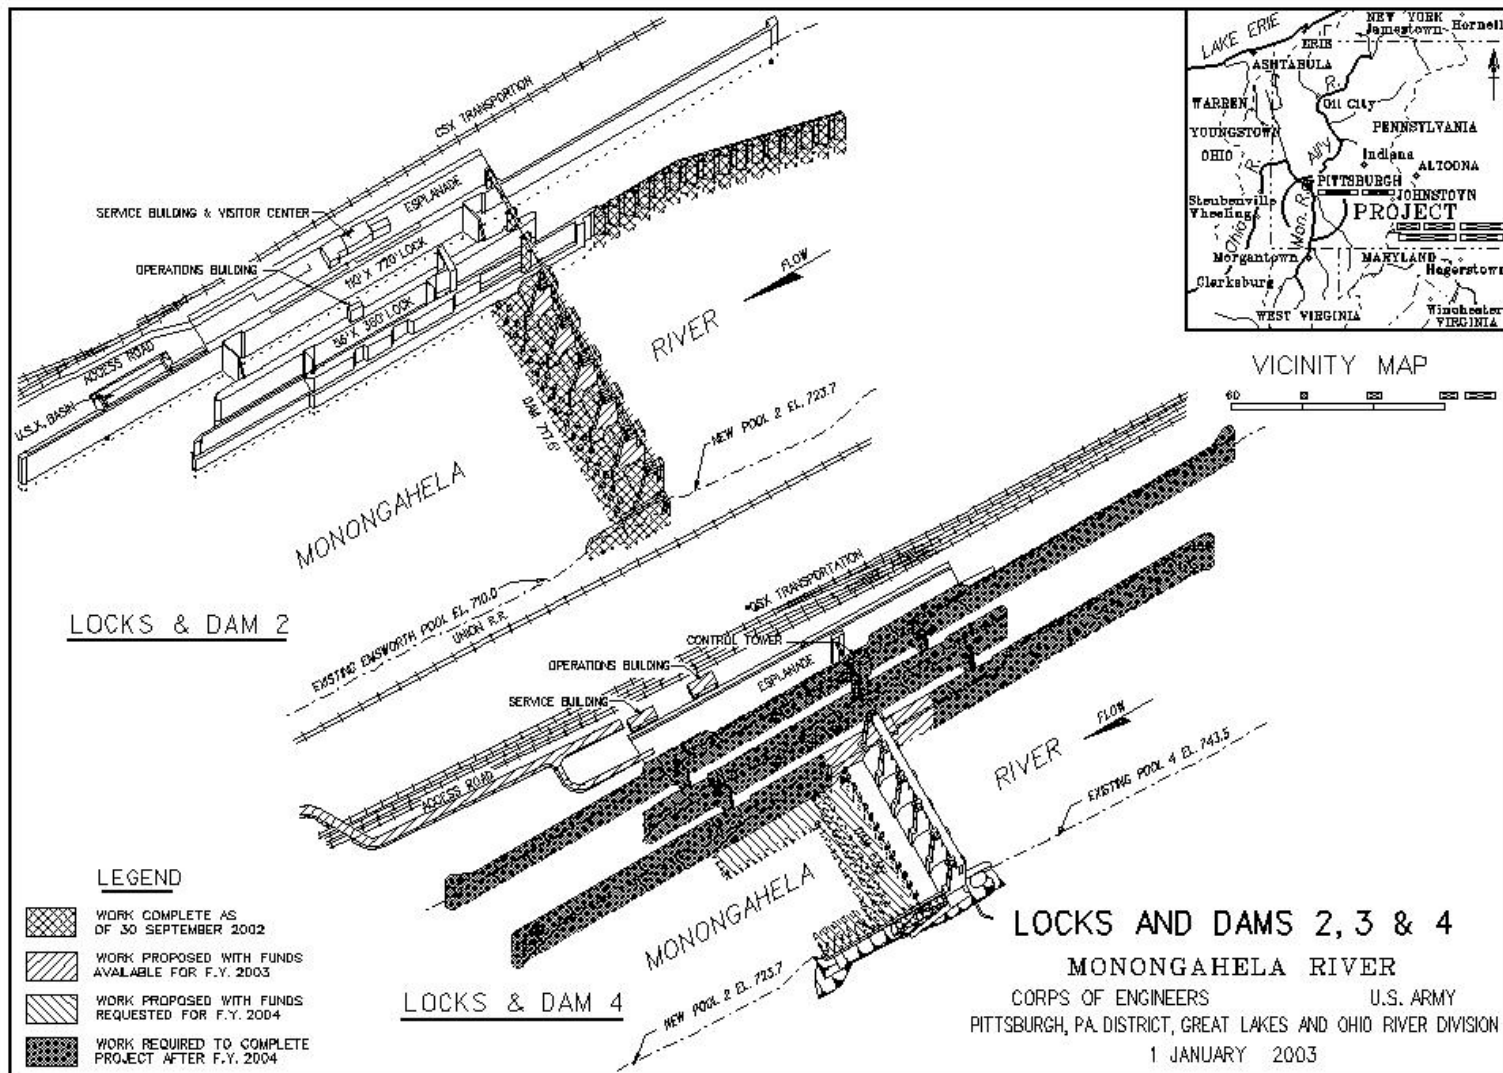 CSX TRANSPORTION
SERVICE BUILDING & VISITOR CENTER
ESPLANADE
OPERATIONS BUILDING
110' X 720' LOCK
56' X 360' LOCK
ACCESS ROAD
U.S.X. BASIN
FLOW
RIVER
DAM 717.6
NEW POOL 2 EL. 723.7
MONONGAHELA
EXISTING EMSWORTH POOL EL. 710.0
UNION R.R.
LOCKS & DAM 2
LAKE ERIE
NEW YORK
Jamestown
Hornell
ERIE
ASHTABULA
R.
WARREN
Oil City
YOUNGSTOWN
PENNSYLVANIA
OHIO
All'y
Indiana
ALTOONA
R.
PITTSBURGH
JOHNSTOWN
Steubenville
Wheeling
PROJECT
Ohio
Mon. R.
Morgantown
MARYLAND
Hagerstown
Clarksburg
WEST VIRGINIA
Winchester
VIRGINIA
VICINITY MAP
60
0
CSX TRANSPORTATION
CONTROL TOWER
OPERATIONS BUILDING
ESPLANADE
SERVICE BUILDING
ACCESS ROAD
FLOW
RIVER
EXISTING POOL 4 EL. 743.5
MONONGAHELA
NEW POOL 2 EL. 723.7
LOCKS & DAM 4
LEGEND
WORK COMPLETE AS
OF 30 SEPTEMBER 2002
WORK PROPOSED WITH FUNDS
AVAILABLE FOR F.Y. 2003
WORK PROPOSED WITH FUNDS
REQUESTED FOR F.Y. 2004
WORK REQUIRED TO COMPLETE
PROJECT AFTER F.Y. 2004
LOCKS AND DAMS 2, 3 & 4
MONONGAHELA RIVER
CORPS OF ENGINEERS U.S. ARMY
PITTSBURGH, PA. DISTRICT, GREAT LAKES AND OHIO RIVER DIVISION
1 JANUARY 2003